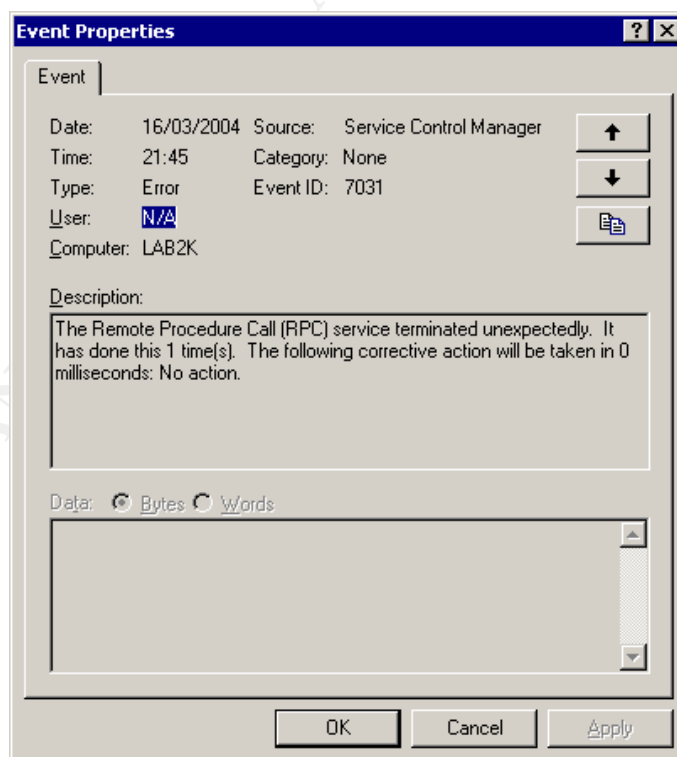 Event Properties
Event
Date: 16/03/2004 Source: Service Control Manager
Time: 21:45 Category: None
Type: Error Event ID: 7031
User: N/A
Computer: LAB2K
Description:
The Remote Procedure Call (RPC) service terminated unexpectedly. It
has done this 1 time(s). The following corrective action will be taken in 0
milliseconds: No action.
Data: Bytes Words
OK Cancel Apply